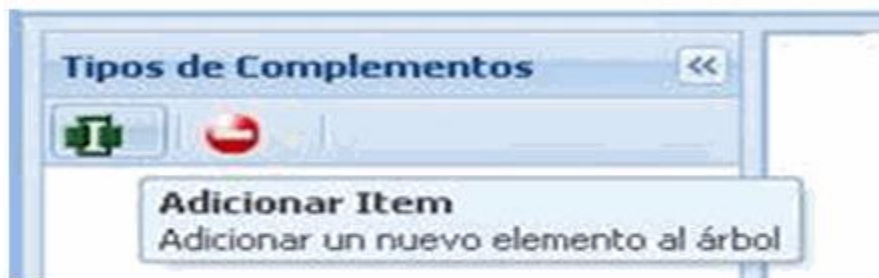 Tipos de Complementos
Adicionar Item
Adicionar un nuevo elemento al árbol